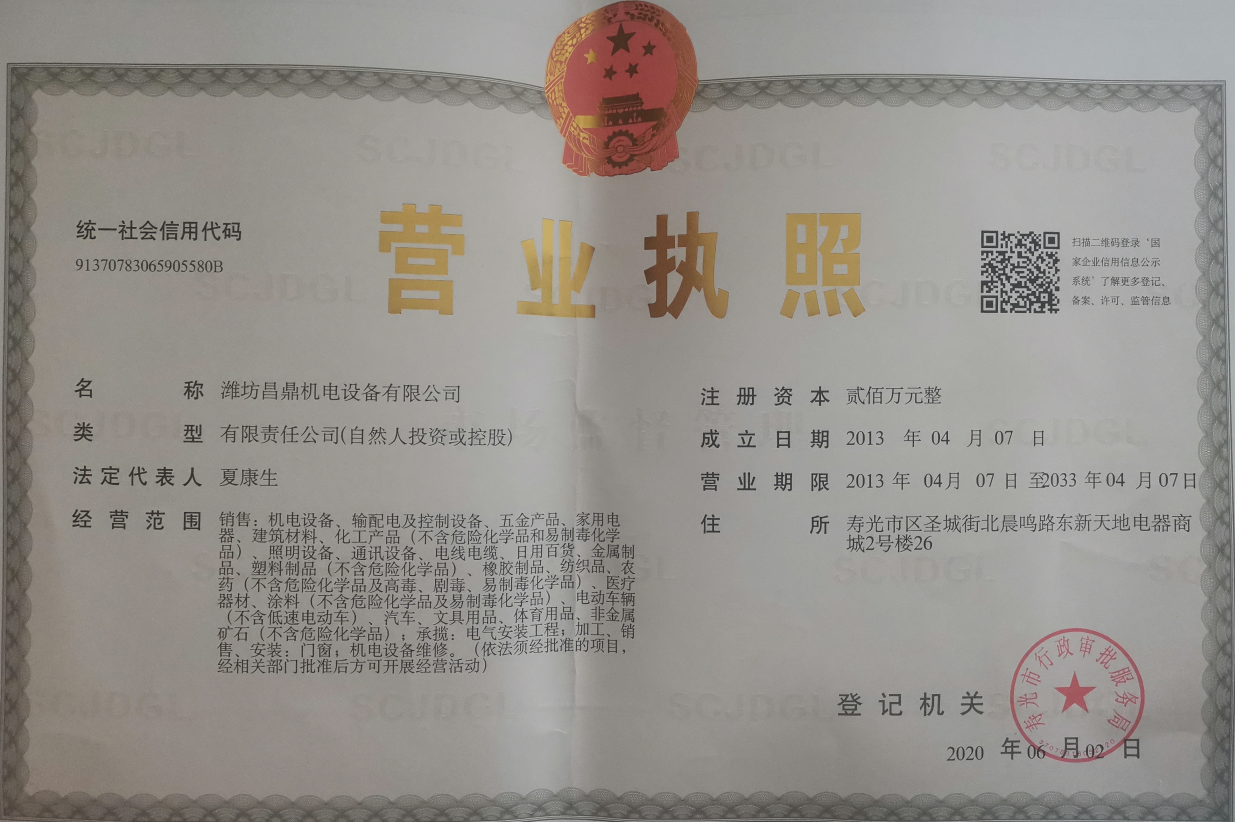 营业执照
统一社会信用代码
91370783065905580B
扫描二维码登录‘国
家企业信用信息公示
系统’了解更多登记、
备案、许可、监管信息
名称 潍坊昌鼎机电设备有限公司
类型 有限责任公司(自然人投资或控股)
法定代表人 夏康生
经营范围 销售：机电设备、输配电及控制设备、五金产品、家用电
器、建筑材料、化工产品（不含危险化学品和易制毒化学
品）、照明设备、通讯设备、电线电缆、日用百货、金属制
品、塑料制品（不含危险化学品）、橡胶制品、纺织品、农
药（不含危险化学品及高毒、剧毒、易制毒化学品）、医疗
器材、涂料（不含危险化学品及易制毒化学品）、电动车辆
（不含低速电动车）、汽车、文具用品、体育用品、非金属
矿石（不含危险化学品）；承揽：电气安装工程；加工、销
售、安装：门窗；机电设备维修。（依法须经批准的项目，
经相关部门批准后方可开展经营活动）
注册资本 贰佰万元整
成立日期 2013 年 04 月 07 日
营业期限 2013 年 04月 07 日 至2033 年 04 月 07日
住所 寿光市区圣城街北晨鸣路东新天地电器商
城2号楼26
登记机关
寿光市行政审批服务局
2020 年 06 月 02 日
SCJDGL